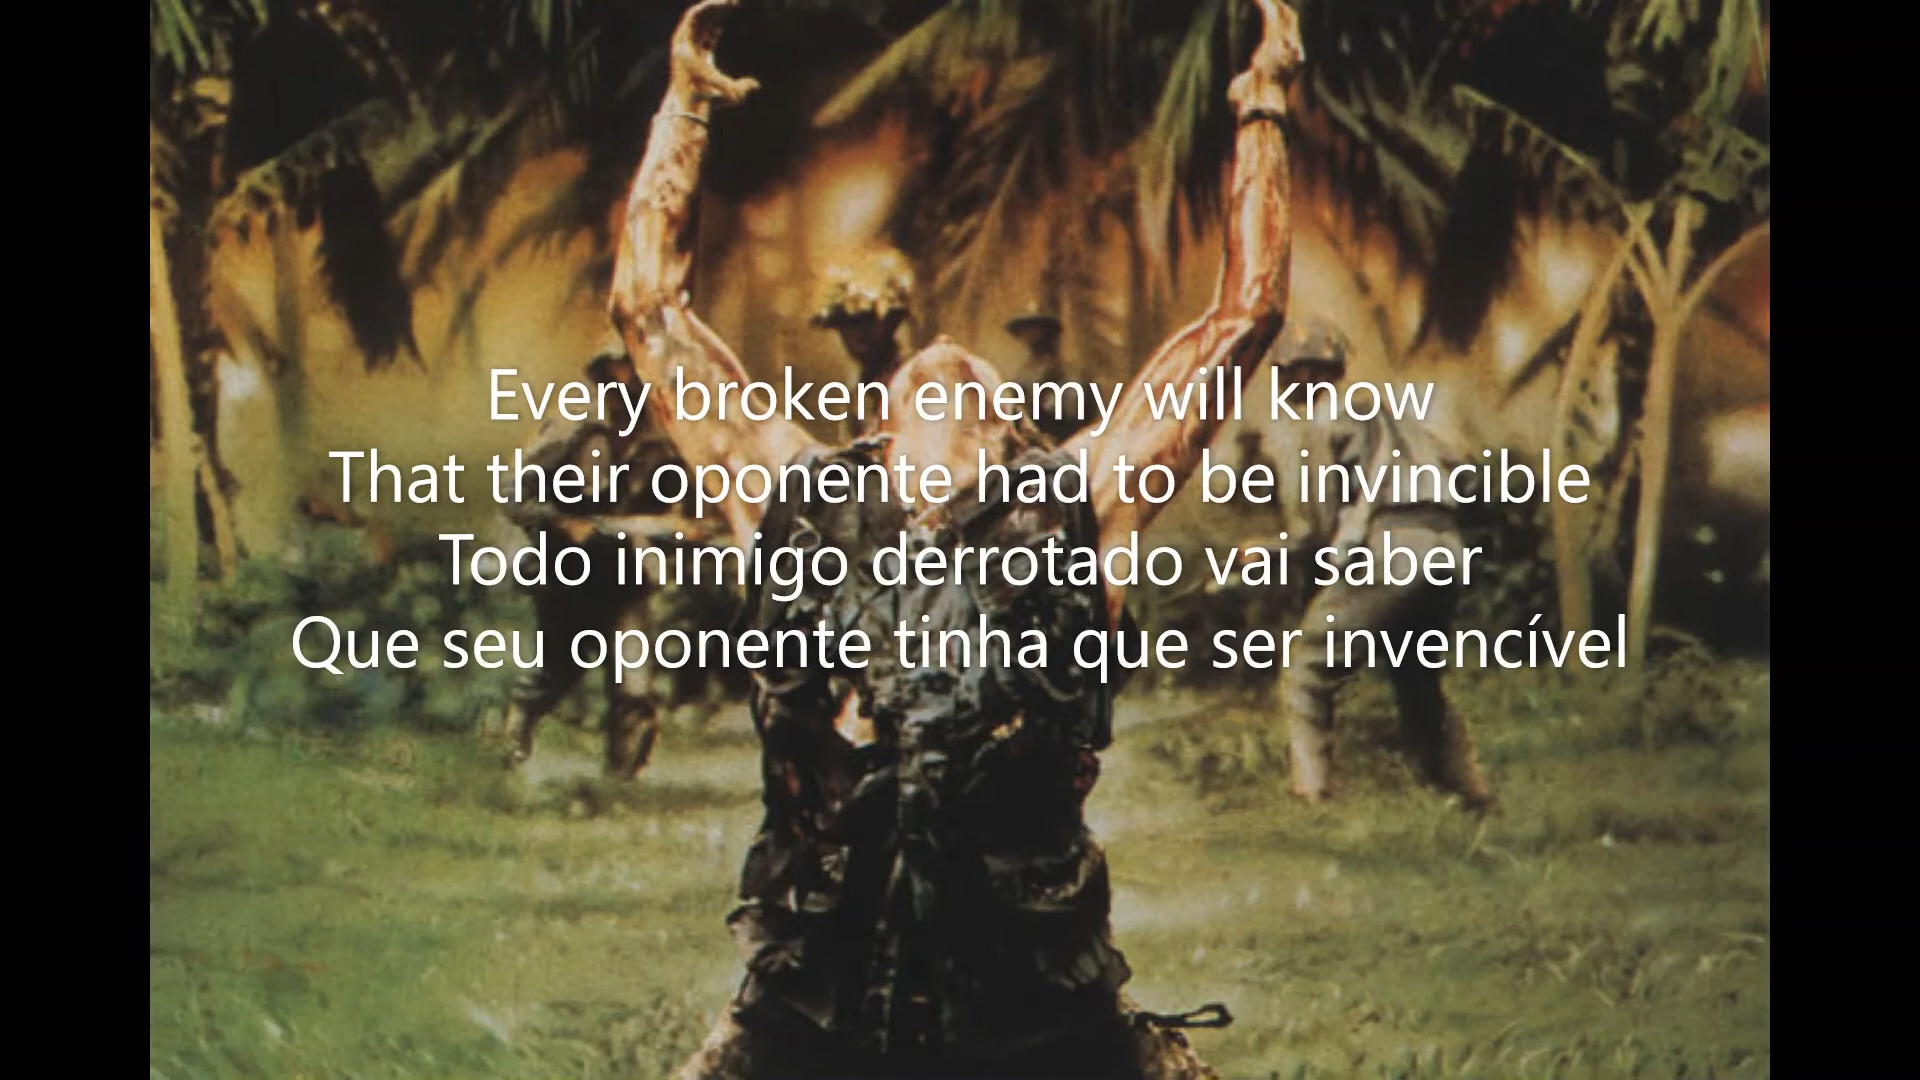 Every broken enemy will know
That their oponente had to be invincible
Todo inimigo derrotado vai saber
Que seu oponente tinha que ser invencível